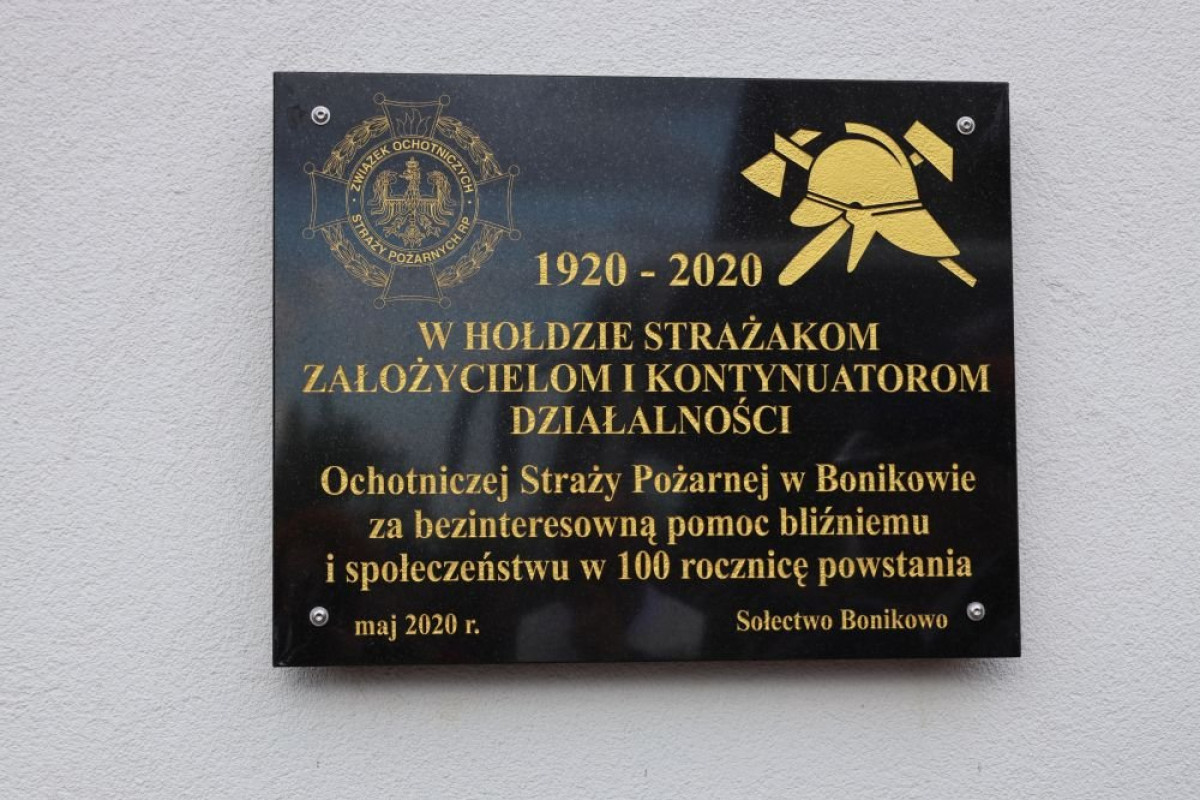 · ZWIĄZEK OCHOTNICZYCH ·
STRAŻY POŻARNYCH RP
1920 - 2020
W HOŁDZIE STRAŻAKOM
ZAŁOŻYCIELOM I KONTYNUATOROM
DZIAŁALNOŚCI
Ochotniczej Straży Pożarnej w Bonikowie
za bezinteresowną pomoc bliźniemu
i społeczeństwu w 100 rocznicę powstania
maj 2020 r.
Sołectwo Bonikowo